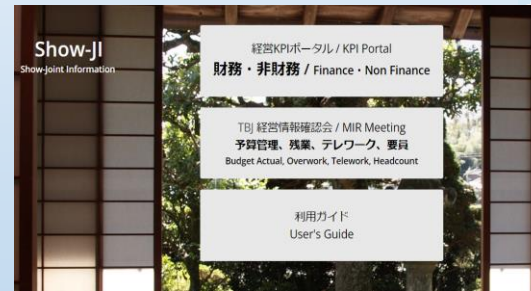 Show-JI
Show-Joint Information
経営KPIポータル / KPI Portal
財務・非財務 / Finance・Non Finance
TBJ 経営情報確認会 / MIR Meeting
予算管理、残業、テレワーク、要員
Budget Actual, Overwork, Telework, Headcount
利用ガイド
User's Guide